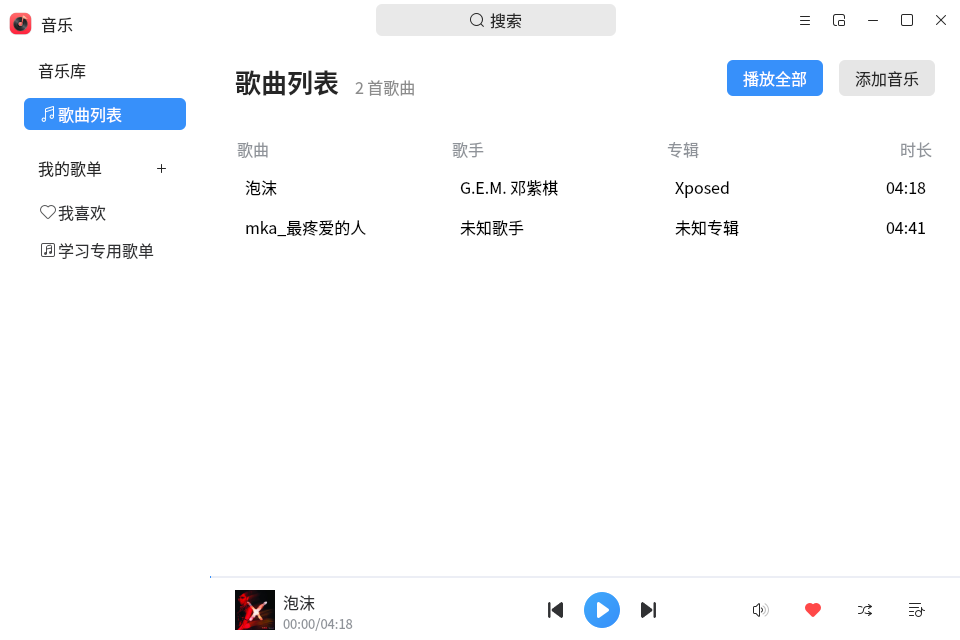 音乐
搜索
音乐库
歌曲列表
我的歌单 +
我喜欢
学习专用歌单
歌曲列表 2 首歌曲
播放全部 添加音乐
歌曲 歌手 专辑 时长
泡沫 G.E.M. 邓紫棋 Xposed 04:18
mka_最疼爱的人 未知歌手 未知专辑 04:41
泡沫
00:00/04:18